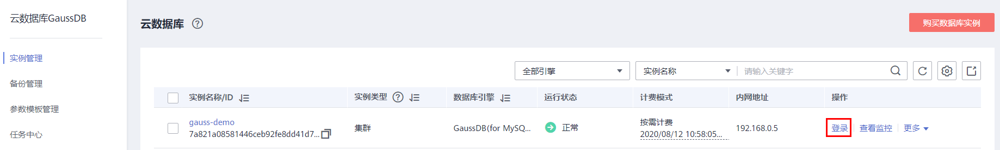 云数据库GaussDB
实例管理
备份管理
参数模板管理
任务中心
云数据库
购买数据库实例
全部引擎 实例名称 请输入关键字
实例名称/ID 实例类型 数据库引擎 运行状态 计费模式 内网地址 操作
gauss-demo
7a821a08581446ceb92fe8dd41d7... 集群 GaussDB(for MySQ... 正常 按需计费 192.168.0.5 登录 查看监控 更多
2020/08/12 10:58:05...